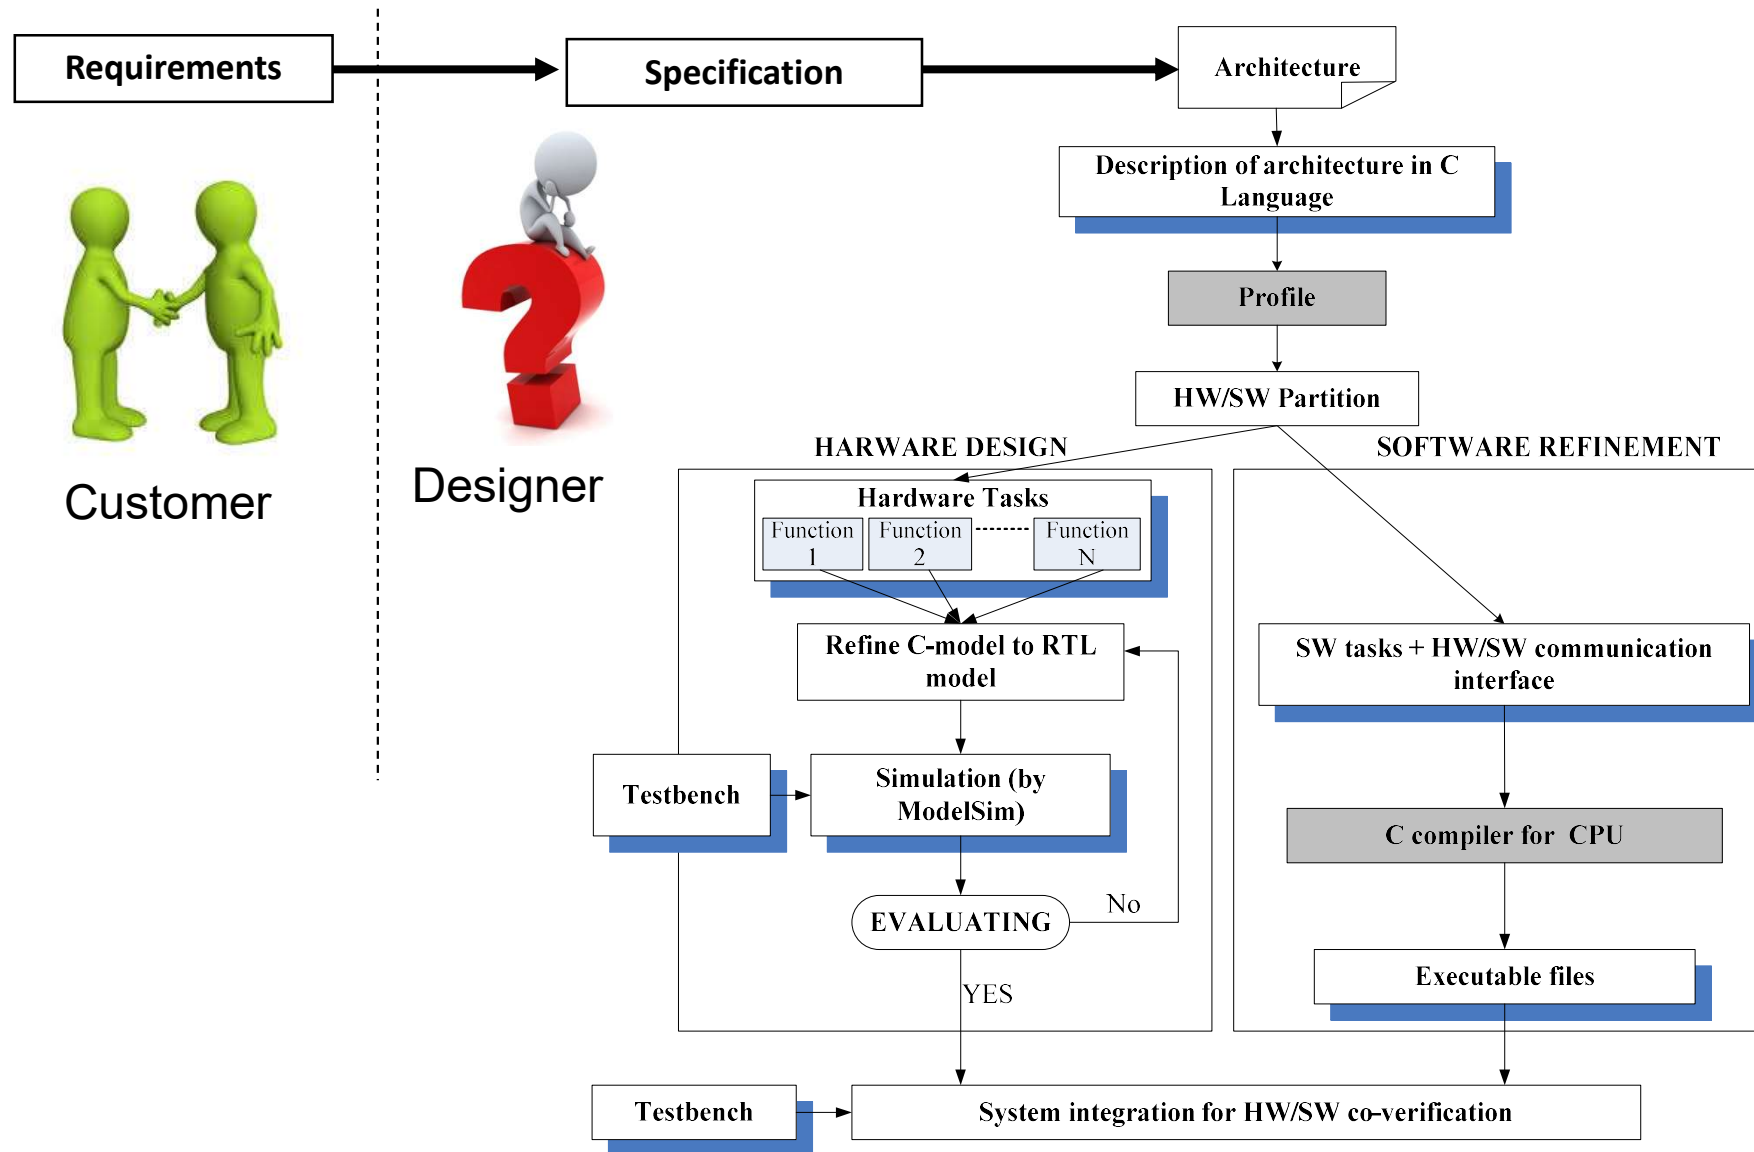 Requirements
Specification
Architecture
Description of architecture in C
Language
Profile
HW/SW Partition
Customer
Designer
HARWARE DESIGN
SOFTWARE REFINEMENT
Hardware Tasks
Function
1
Function
2
--------
Function
N
Refine C-model to RTL
model
SW tasks + HW/SW communication
interface
Testbench
Simulation (by
ModelSim)
C compiler for CPU
EVALUATING
No
YES
Executable files
Testbench
System integration for HW/SW co-verification